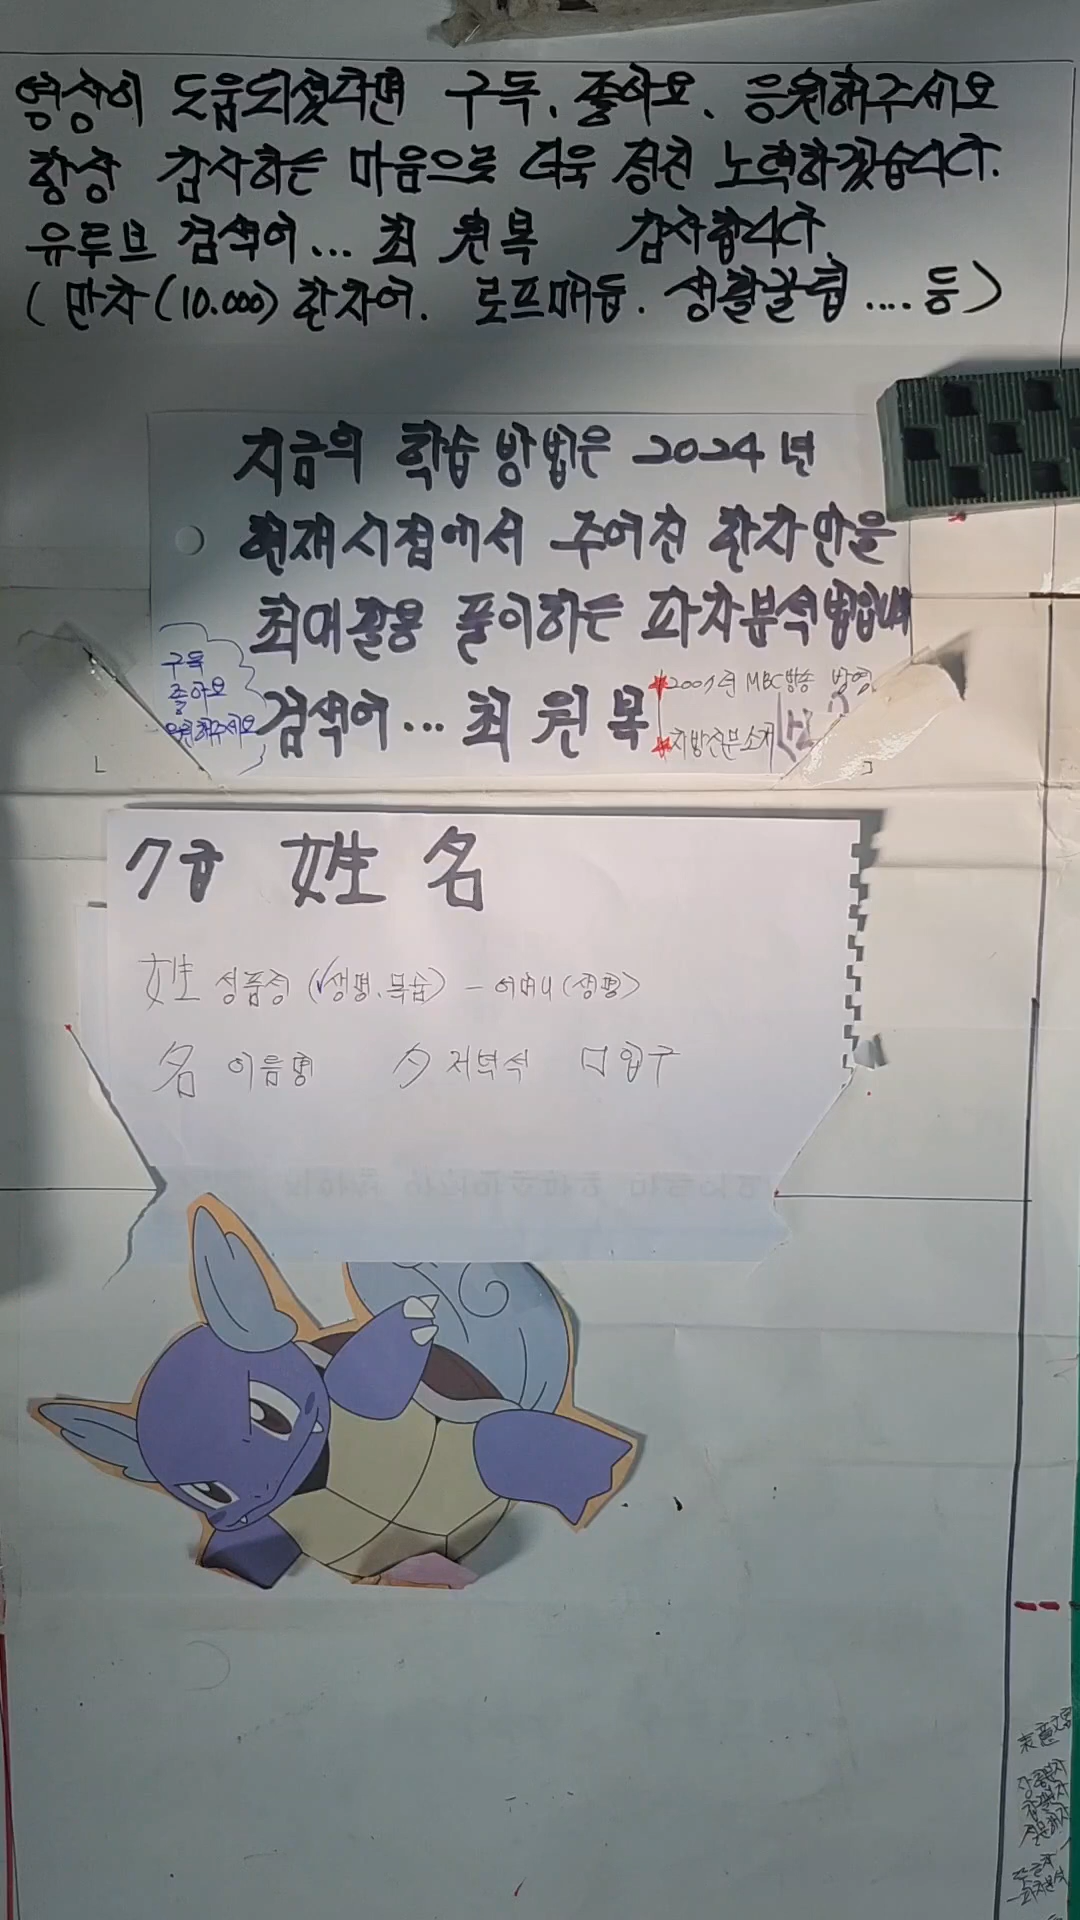 영상이 도움되셨다면 구독, 좋아요, 응원해주세요
항상 감사하는 마음으로 더욱 정진 노력하겠습니다.
유루브 검색어... 최 원 복 감사합니다.
(만자(10.000) 한자어. 로프매듭. 생활꿀팁 .... 등)
지금의 학습 방법은 2024년
현재시점에서 주어진 한자만을
최대활용 풀이하는 파자분석법입니다
구독
좋아요
응원해주세요
검색어... 최 원 복
2001년 MBC방송 방영
지방신문소개
7급 姓 名
姓 성품성 (생명, 목숨) - 어머니 (생명)
名 이름명 夕 저녁석 口 입구